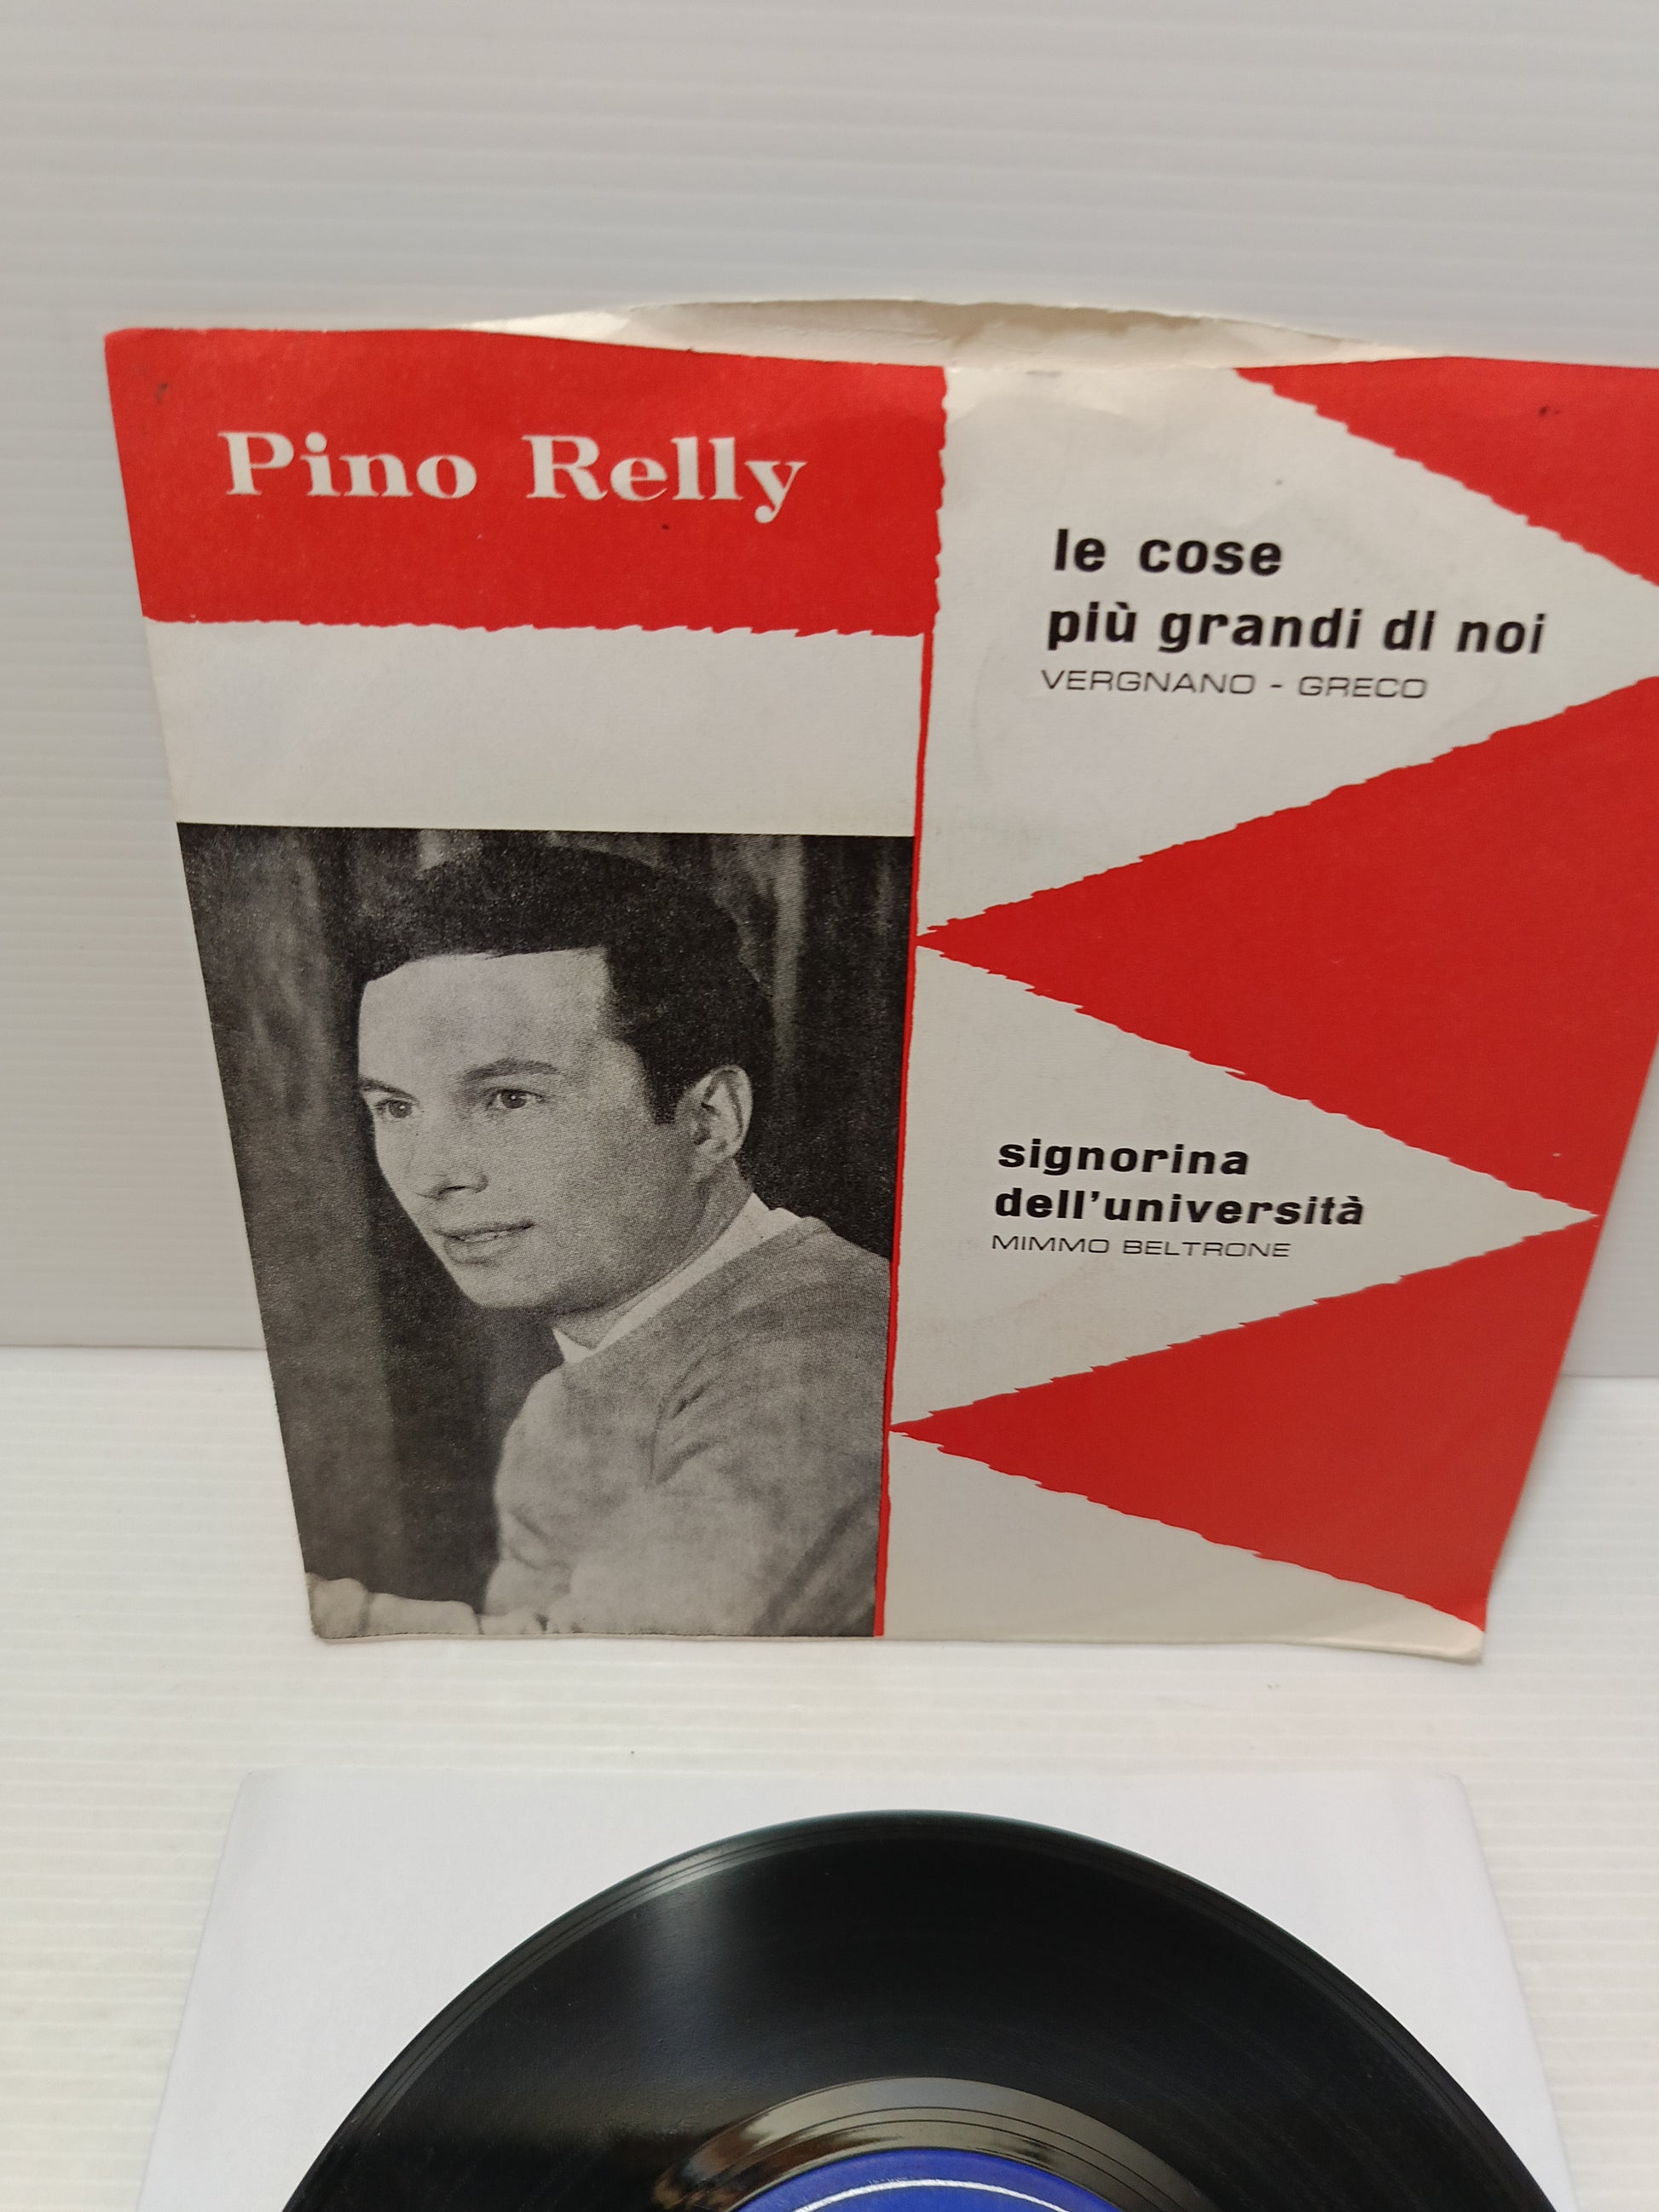 Pino Relly
le cose
più grandi di noi
VERGNANO - GRECO
signorina
dell'università
MIMMO BELTRONE